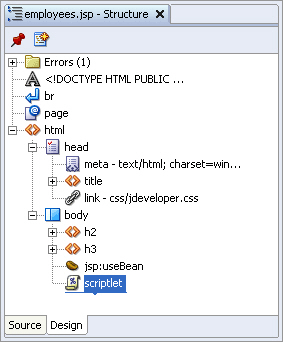 employees.jsp - Structure
Errors (1)
<!DOCTYPE HTML PUBLIC ...
br
page
html
head
meta - text/html; charset=win...
title
link - css/jdeveloper.css
body
h2
h3
jsp:useBean
scriptlet
Source Design